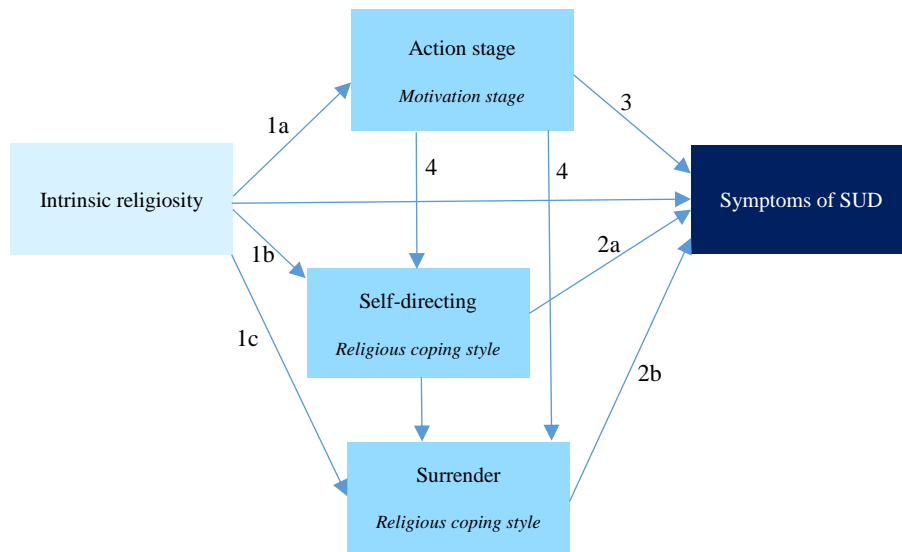 Action stage
Motivation stage
3
1a
4
4
Intrinsic religiosity
Symptoms of SUD
1b
2a
Self-directing
Religious coping style
1c
2b
Surrender
Religious coping style